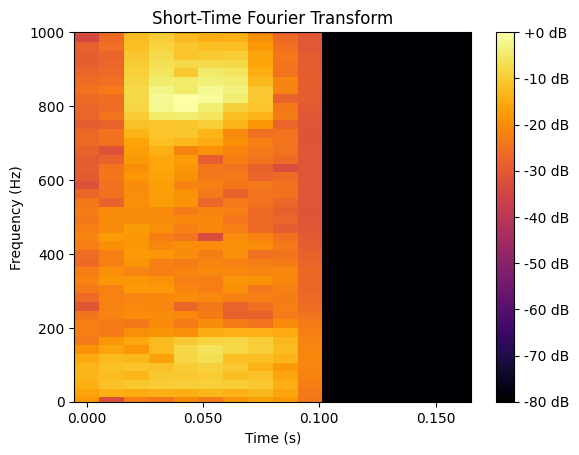 Short-Time Fourier Transform
1000
800
600
400
200
0
Frequency (Hz)
0.000
0.050
0.100
0.150
Time (s)
+0 dB
-10 dB
-20 dB
-30 dB
-40 dB
-50 dB
-60 dB
-70 dB
-80 dB